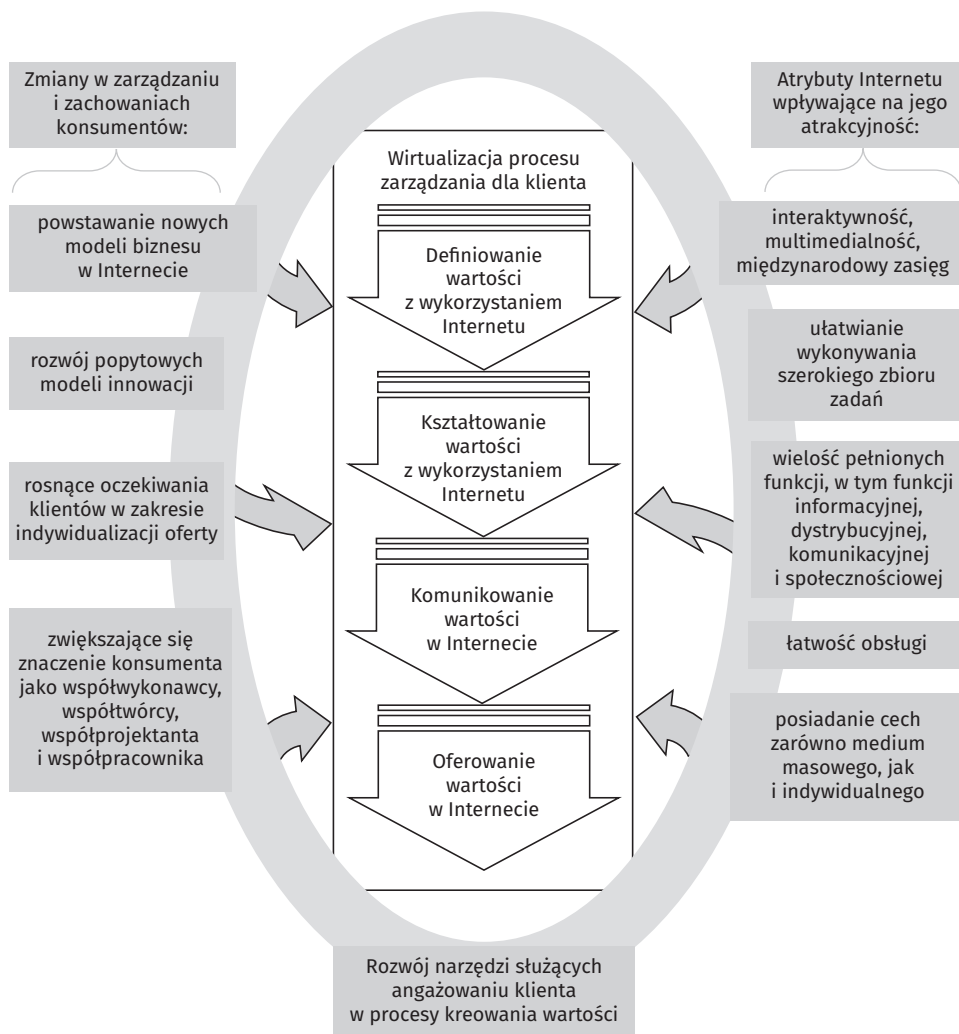 Zmiany w zarządzaniu
i zachowaniach
konsumentów:
powstawanie nowych
modeli biznesu
w Internecie
rozwój popytowych
modeli innowacji
rosnące oczekiwania
klientów w zakresie
indywidualizacji oferty
zwiększające się
znaczenie konsumenta
jako współwykonawcy,
współtwórcy,
współprojektanta
i współpracownika
Wirtualizacja procesu
zarządzania dla klienta
Definiowanie
wartości
z wykorzystaniem
Internetu
Kształtowanie
wartości
z wykorzystaniem
Internetu
Komunikowanie
wartości
w Internecie
Oferowanie
wartości
w Internecie
Atrybuty Internetu
wpływające na jego
atrakcyjność:
interaktywność,
multimedialność,
międzynarodowy zasięg
ułatwianie
wykonywania
szerokiego zbioru
zadań
wielość pełnionych
funkcji, w tym funkcji
informacyjnej,
dystrybucyjnej,
komunikacyjnej
i społecznościowej
łatwość obsługi
posiadanie cech
zarówno medium
masowego, jak
i indywidualnego
Rozwój narzędzi służących
angażowaniu klienta
w procesy kreowania wartości